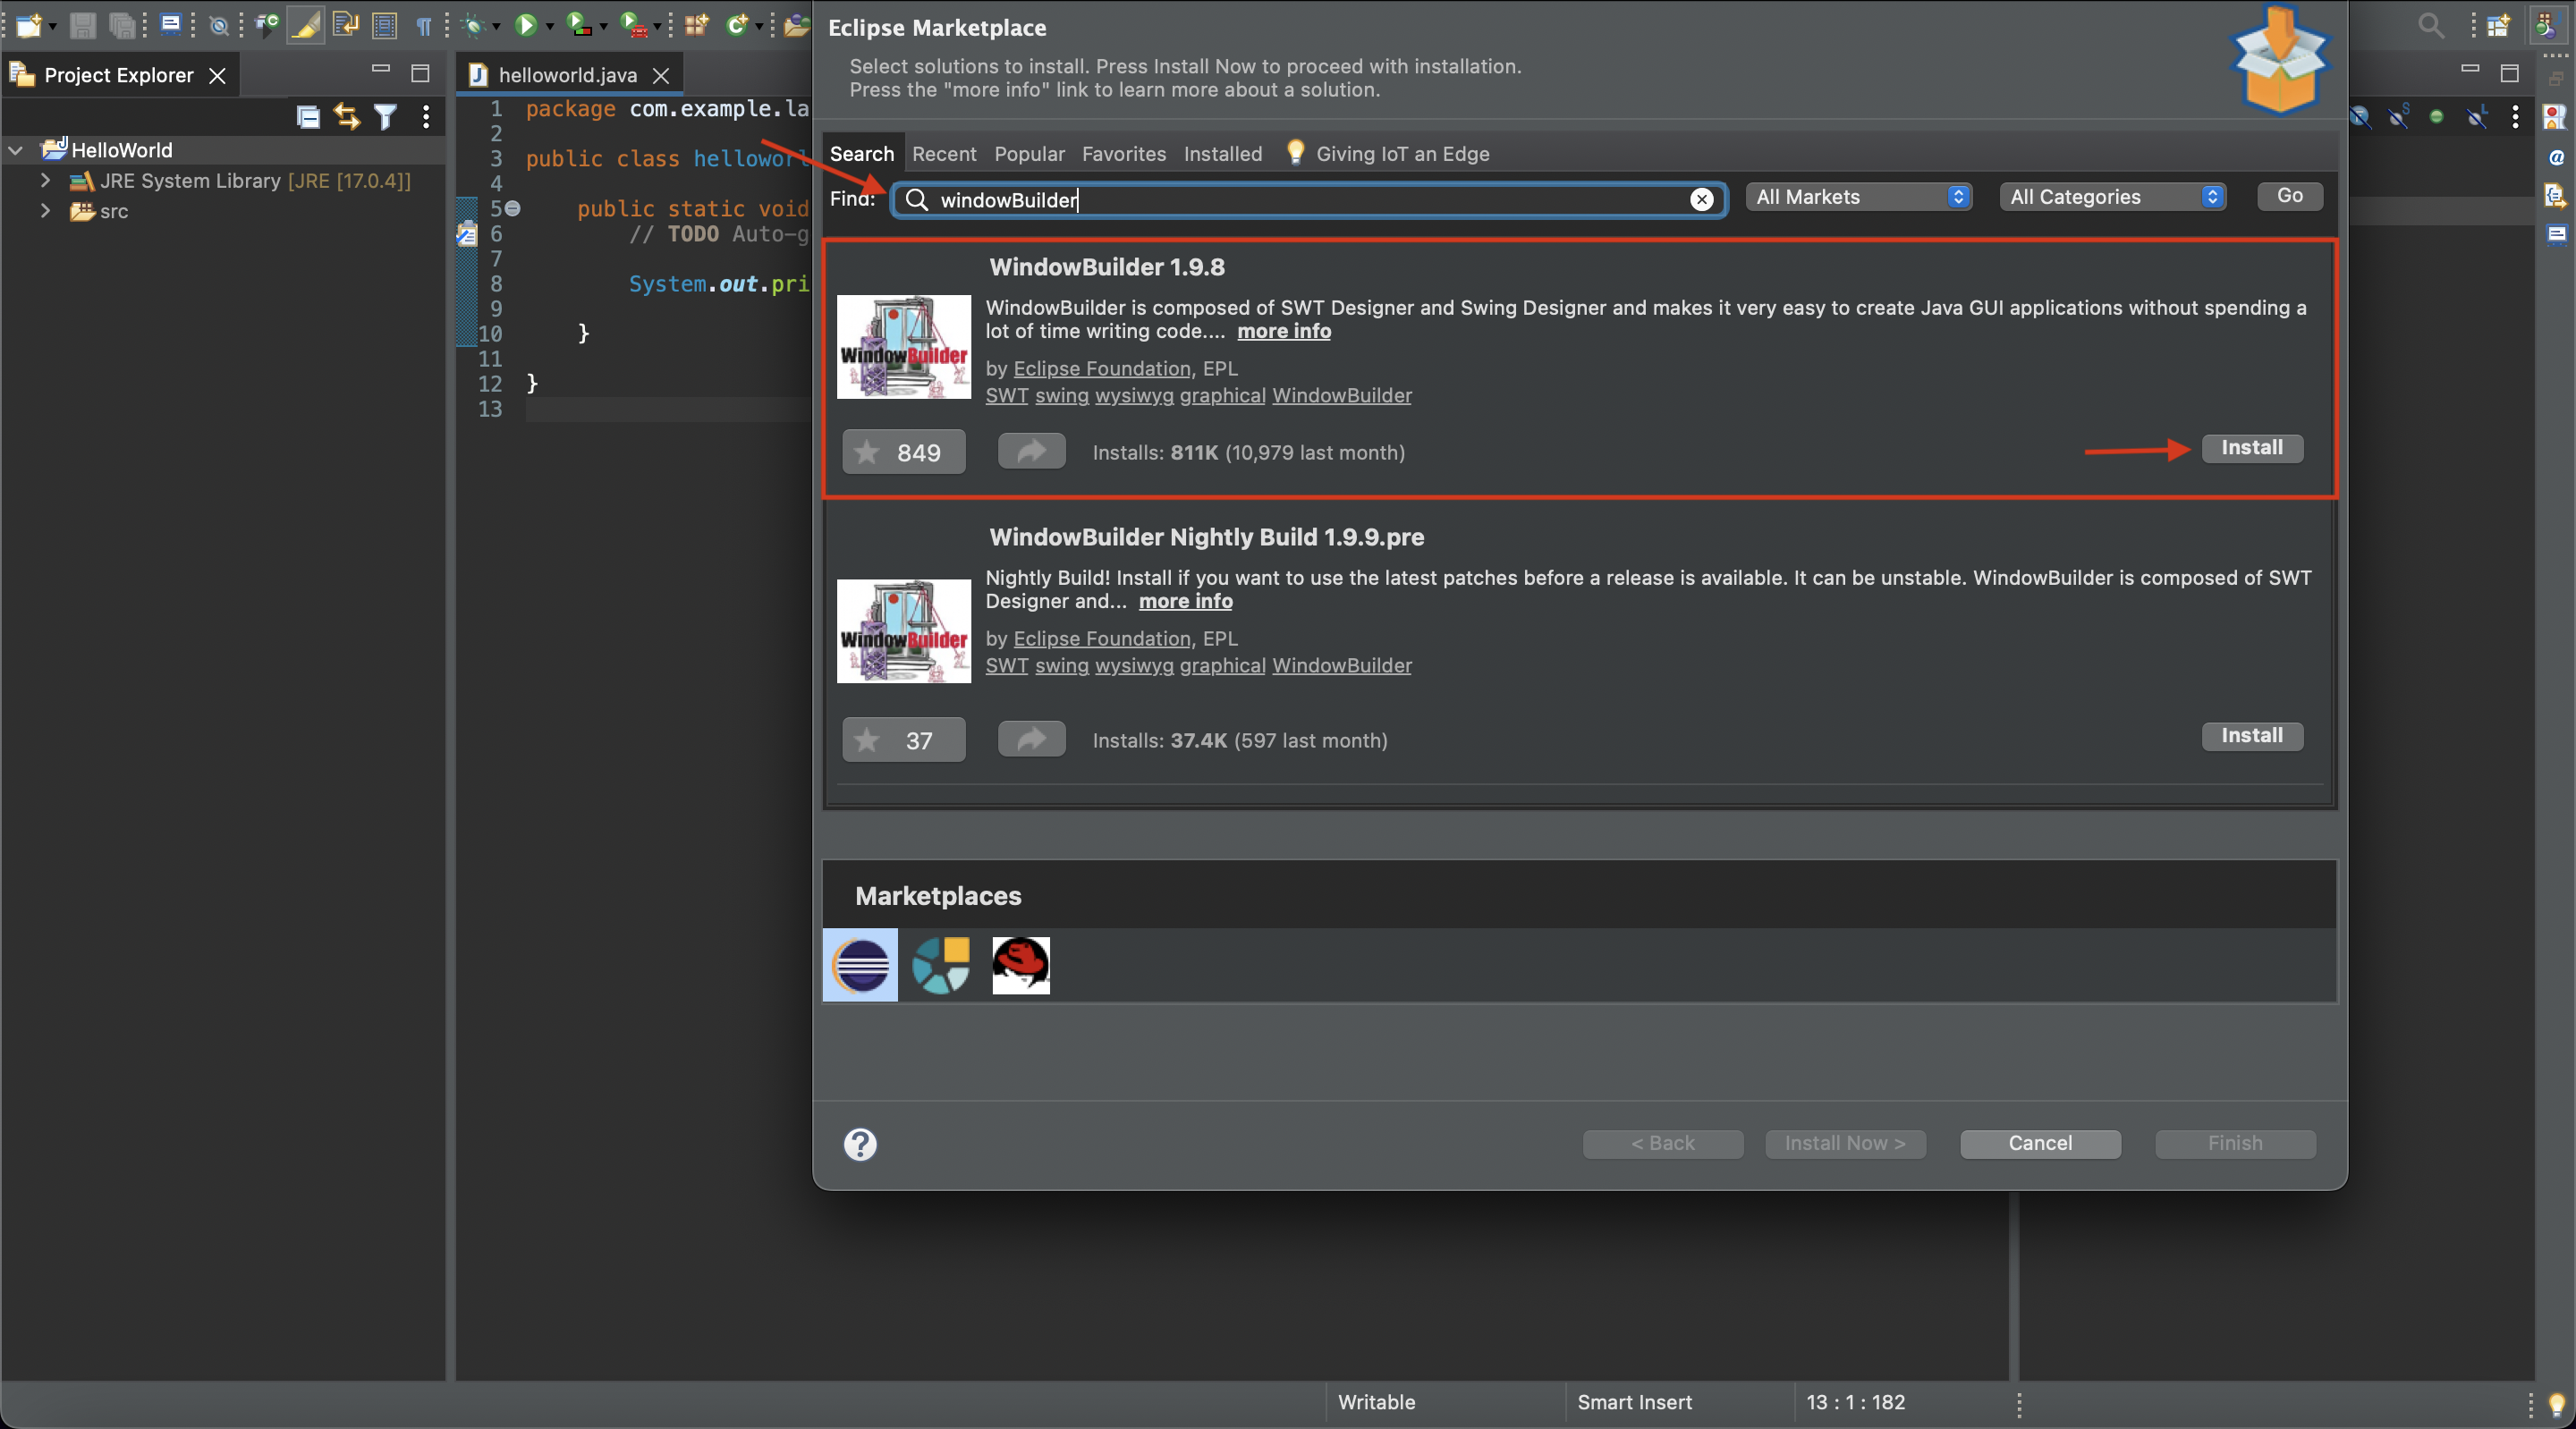 Project Explorer
HelloWorld
JRE System Library [JRE [17.0.4]]
src
helloworld.java
1 package com.example.la
2
3 public class helloworl
4
5 public static void
6 // TODO Auto-g
7
8 System.out.pri
9
10 }
11
12 }
13
Eclipse Marketplace
Select solutions to install. Press Install Now to proceed with installation.
Press the "more info" link to learn more about a solution.
Search Recent Popular Favorites Installed Giving IoT an Edge
Find: windowBuilder All Markets All Categories Go
WindowBuilder 1.9.8
WindowBuilder is composed of SWT Designer and Swing Designer and makes it very easy to create Java GUI applications without spending a
lot of time writing code.... more info
WindowBuilder
by Eclipse Foundation, EPL
SWT swing wysiwyg graphical WindowBuilder
849 Installs: 811K (10,979 last month) Install
WindowBuilder Nightly Build 1.9.9.pre
Nightly Build! Install if you want to use the latest patches before a release is available. It can be unstable. WindowBuilder is composed of SWT
Designer and... more info
WindowBuilder
by Eclipse Foundation, EPL
SWT swing wysiwyg graphical WindowBuilder
37 Installs: 37.4K (597 last month) Install
Marketplaces
< Back Install Now > Cancel Finish
Writable Smart Insert 13 : 1 : 182